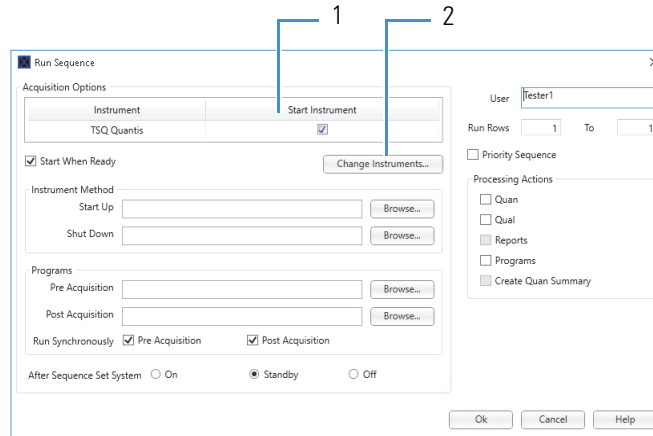 1 2
Run Sequence
Acquisition Options
Instrument Start Instrument
TSQ Quantis
Start When Ready
Change Instruments...
Instrument Method
Start Up Browse...
Shut Down Browse...
Programs
Pre Acquisition Browse...
Post Acquisition Browse...
Run Synchronously Pre Acquisition Post Acquisition
After Sequence Set System On Standby Off
User Tester1
Run Rows 1 To 1
Priority Sequence
Processing Actions
Quan
Qual
Reports
Programs
Create Quan Summary
Ok Cancel Help